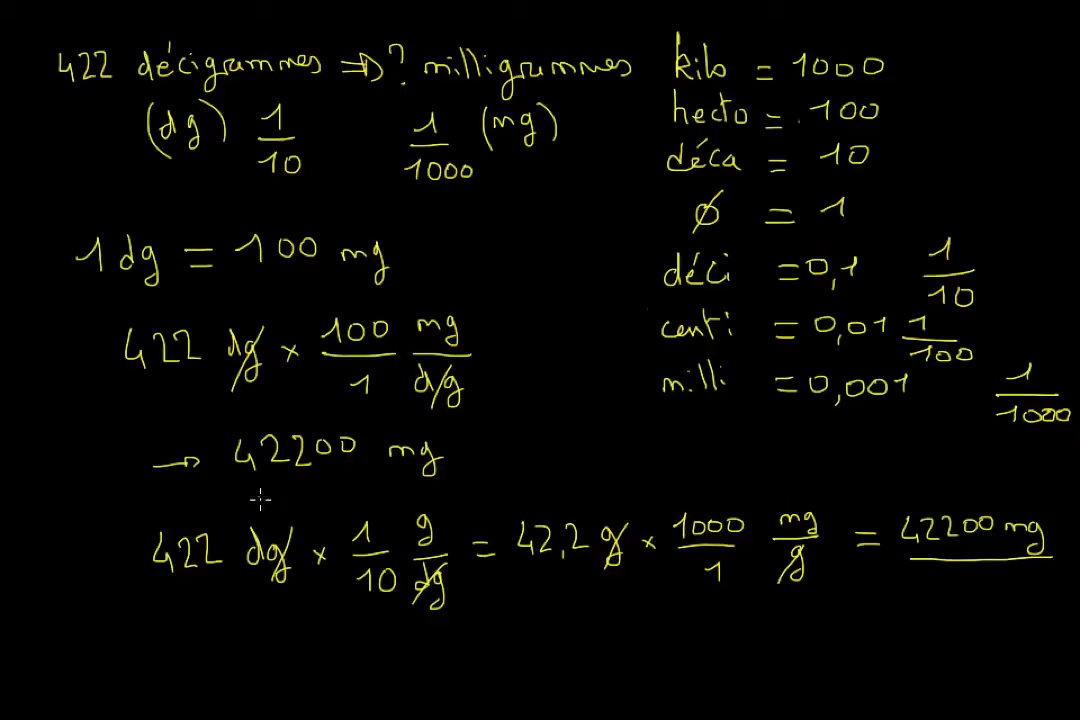 422 décigrammes ⇒ ? milligrammes
(dg) 1/10 1/1000 (mg)
1 dg = 100 mg
422 dg × 100/1 mg/dg
→ 42200 mg
422 dg × 1/10 g/dg = 42,2 g × 1000/1 mg/g = 42200 mg
kilo = 1000
hecto = 100
déca = 10
∅ = 1
déci = 0,1 1/10
centi = 0,01 1/100
milli = 0,001 1/1000